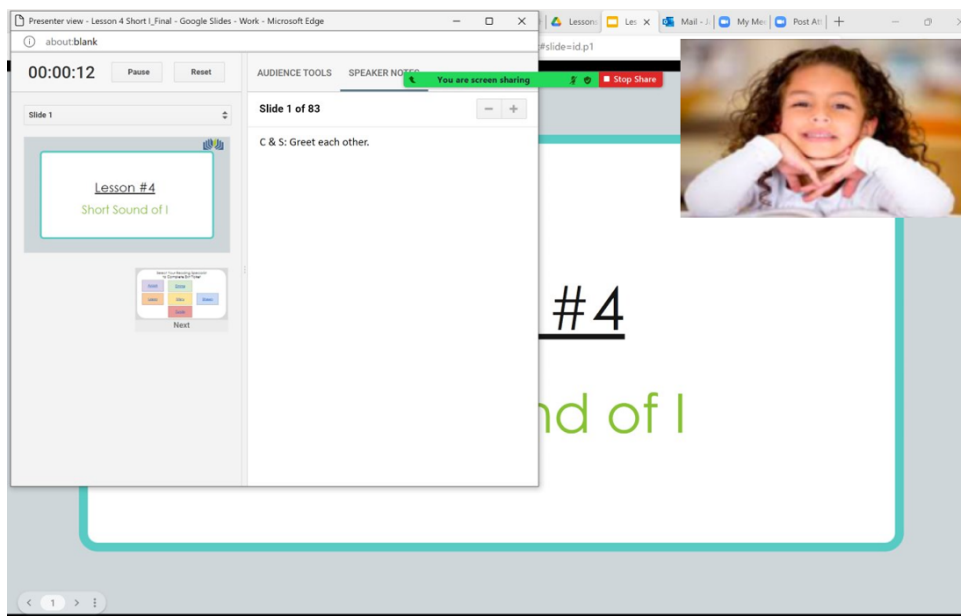 Presenter view - Lesson 4 Short I_Final - Google Slides - Work - Microsoft Edge
about:blank
00:00:12 Pause Reset
AUDIENCE TOOLS SPEAKER NOTES
You are screen sharing Stop Share
Slide 1
Slide 1 of 83
C & S: Greet each other.
Lesson #4
Short Sound of I
Next
Lesson
Les
Mail - J
My Mee
Post Att
#slide=id.p1
#4
nd of I
1